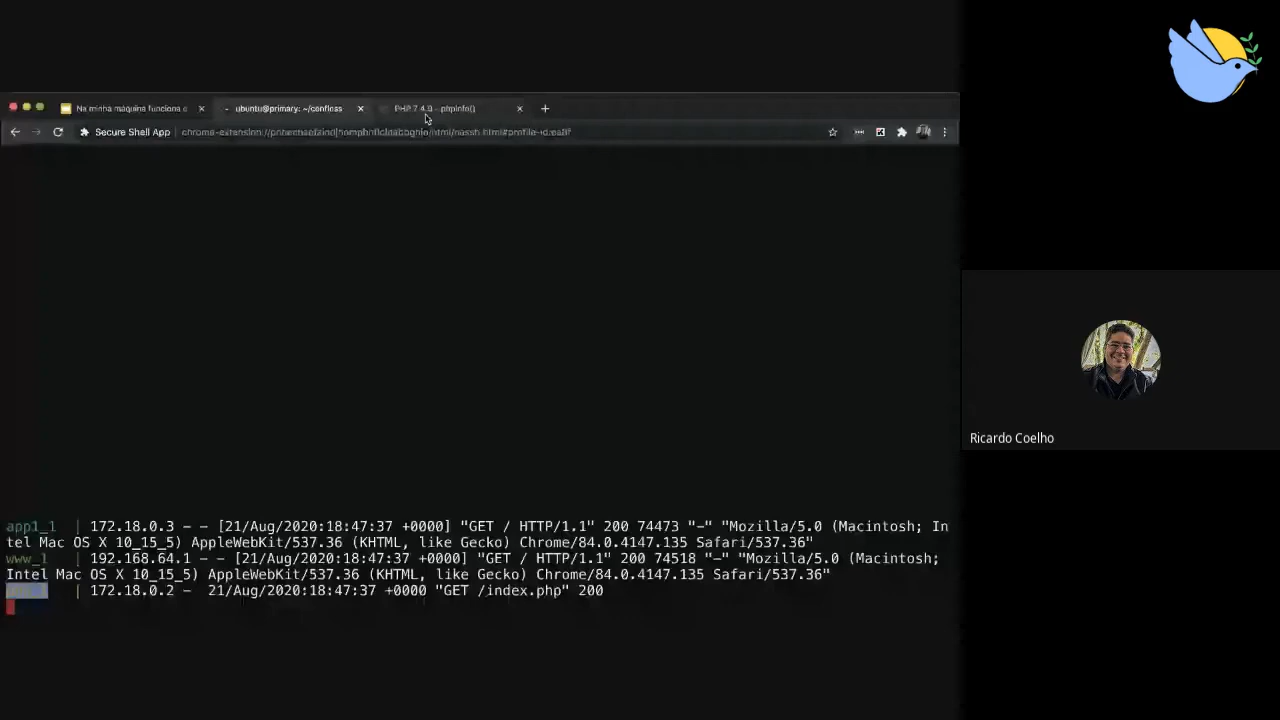 Na minha maquina funciona c
ubuntu@primary: ~/confloss
PHP 7.4.9 - phpinfo()
Secure Shell App
app1_1 | 172.18.0.3 - - [21/Aug/2020:18:47:37 +0000] "GET / HTTP/1.1" 200 74473 "-" "Mozilla/5.0 (Macintosh; In
tel Mac OS X 10_15_5) AppleWebKit/537.36 (KHTML, like Gecko) Chrome/84.0.4147.135 Safari/537.36"
www_1 | 192.168.64.1 - - [21/Aug/2020:18:47:37 +0000] "GET / HTTP/1.1" 200 74518 "-" "Mozilla/5.0 (Macintosh;
Intel Mac OS X 10_15_5) AppleWebKit/537.36 (KHTML, like Gecko) Chrome/84.0.4147.135 Safari/537.36"
| 172.18.0.2 - 21/Aug/2020:18:47:37 +0000 "GET /index.php" 200
Ricardo Coelho